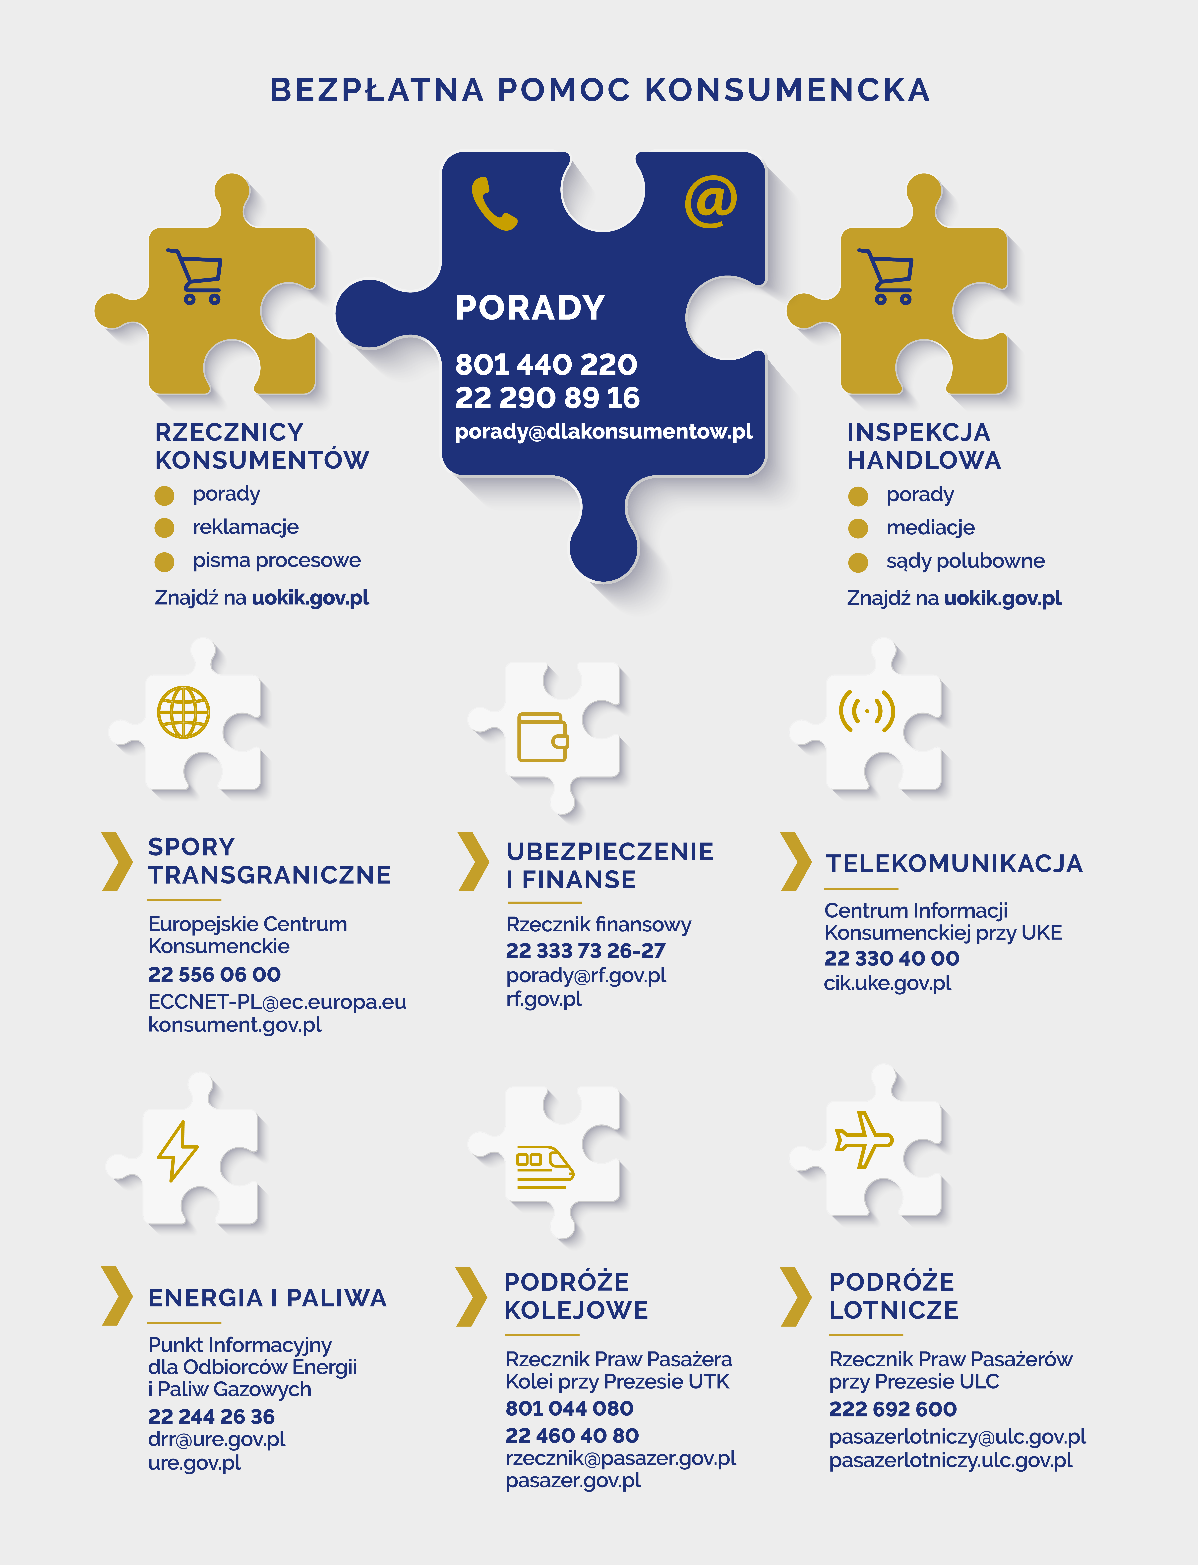 BEZPŁATNA POMOC KONSUMENCKA
@
PORADY
801 440 220
22 290 89 16
porady@dlakonsumentow.pl
RZECZNICY
KONSUMENTÓW
porady
reklamacje
pisma procesowe
Znajdź na uokik.gov.pl
INSPEKCJA
HANDLOWA
porady
mediacje
sądy polubowne
Znajdź na uokik.gov.pl
SPORY
TRANSGRANICZNE
Europejskie Centrum
Konsumenckie
22 556 06 00
ECCNET-PL@ec.europa.eu
konsument.gov.pl
UBEZPIECZENIE
I FINANSE
Rzecznik finansowy
22 333 73 26-27
porady@rf.gov.pl
rf.gov.pl
TELEKOMUNIKACJA
Centrum Informacji
Konsumenckiej przy UKE
22 330 40 00
cik.uke.gov.pl
ENERGIA I PALIWA
Punkt Informacyjny
dla Odbiorców Energii
i Paliw Gazowych
22 244 26 36
drr@ure.gov.pl
ure.gov.pl
PODRÓŻE
KOLEJOWE
Rzecznik Praw Pasażera
Kolei przy Prezesie UTK
801 044 080
22 460 40 80
rzecznik@pasazer.gov.pl
pasazer.gov.pl
PODRÓŻE
LOTNICZE
Rzecznik Praw Pasażerów
przy Prezesie ULC
222 692 600
pasazerlotniczy@ulc.gov.pl
pasazerlotniczy.ulc.gov.pl